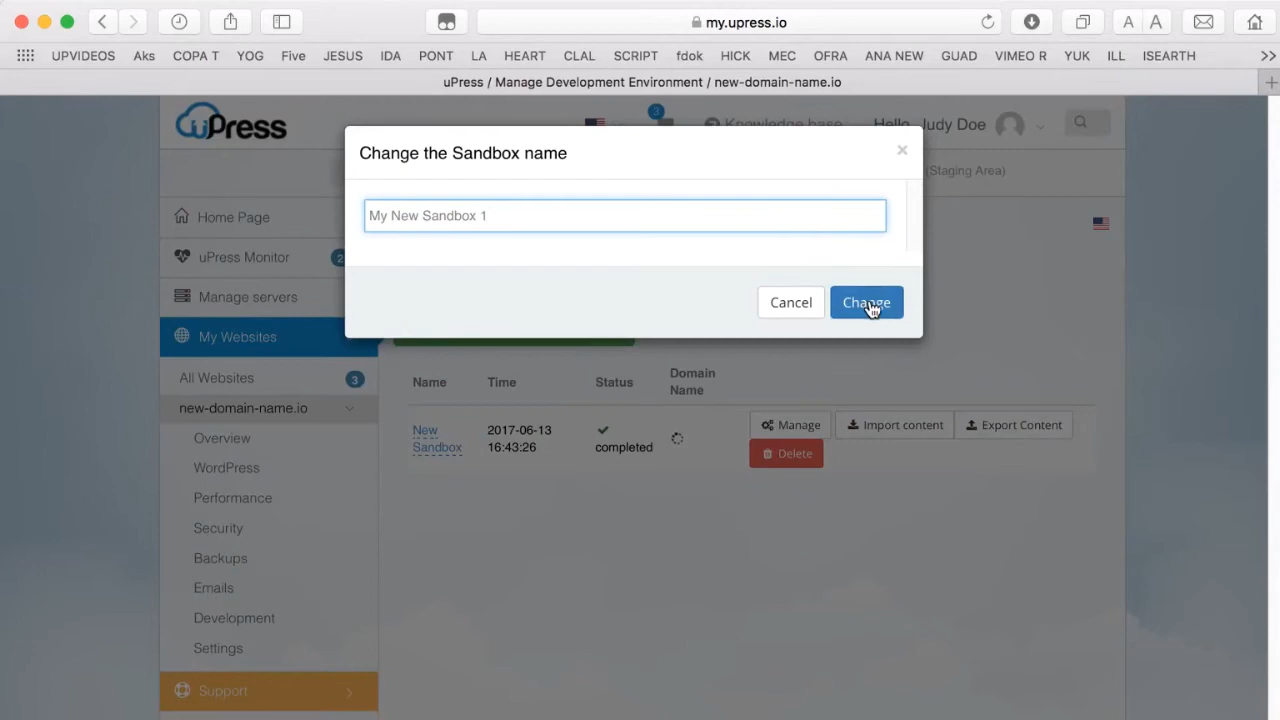 my.upress.io
A A
UPVIDEOS Aks COPA T YOG Five JESUS IDA PONT LA HEART CLAL SCRIPT fdok HICK MEC OFRA ANA NEW GUAD VIMEO R YUK ILL ISEARTH >>
uPress / Manage Development Environment / new-domain-name.io
uPress
3
Knowledge base
Hello, Judy Doe
Change the Sandbox name ×
(Staging Area)
My New Sandbox 1
Cancel Change
Home Page
uPress Monitor 2
Manage servers
My Websites
All Websites 3
new-domain-name.io
Overview
WordPress
Performance
Security
Backups
Emails
Development
Settings
Support
Name Time Status Domain Name
New Sandbox 2017-06-13 16:43:26 completed Manage Import content Export Content
Delete